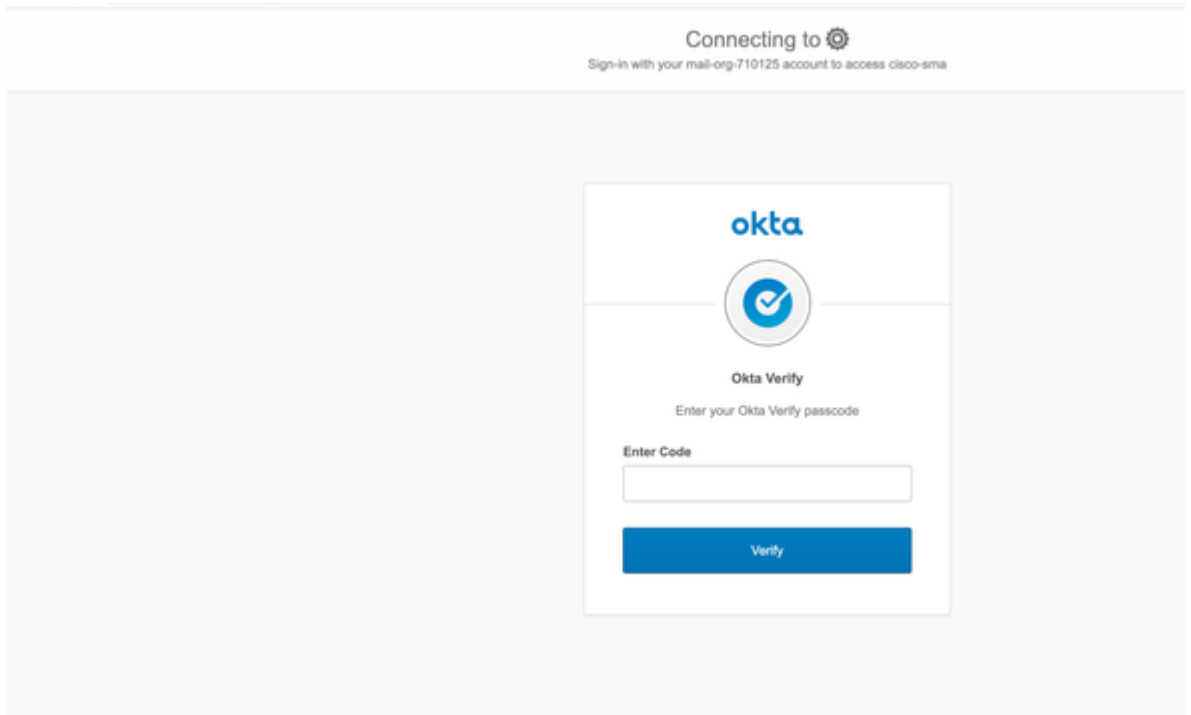 Connecting to
Sign-in with your mail-org-710125 account to access cisco-sma
okta
Okta Verify
Enter your Okta Verify passcode
Enter Code
Verify